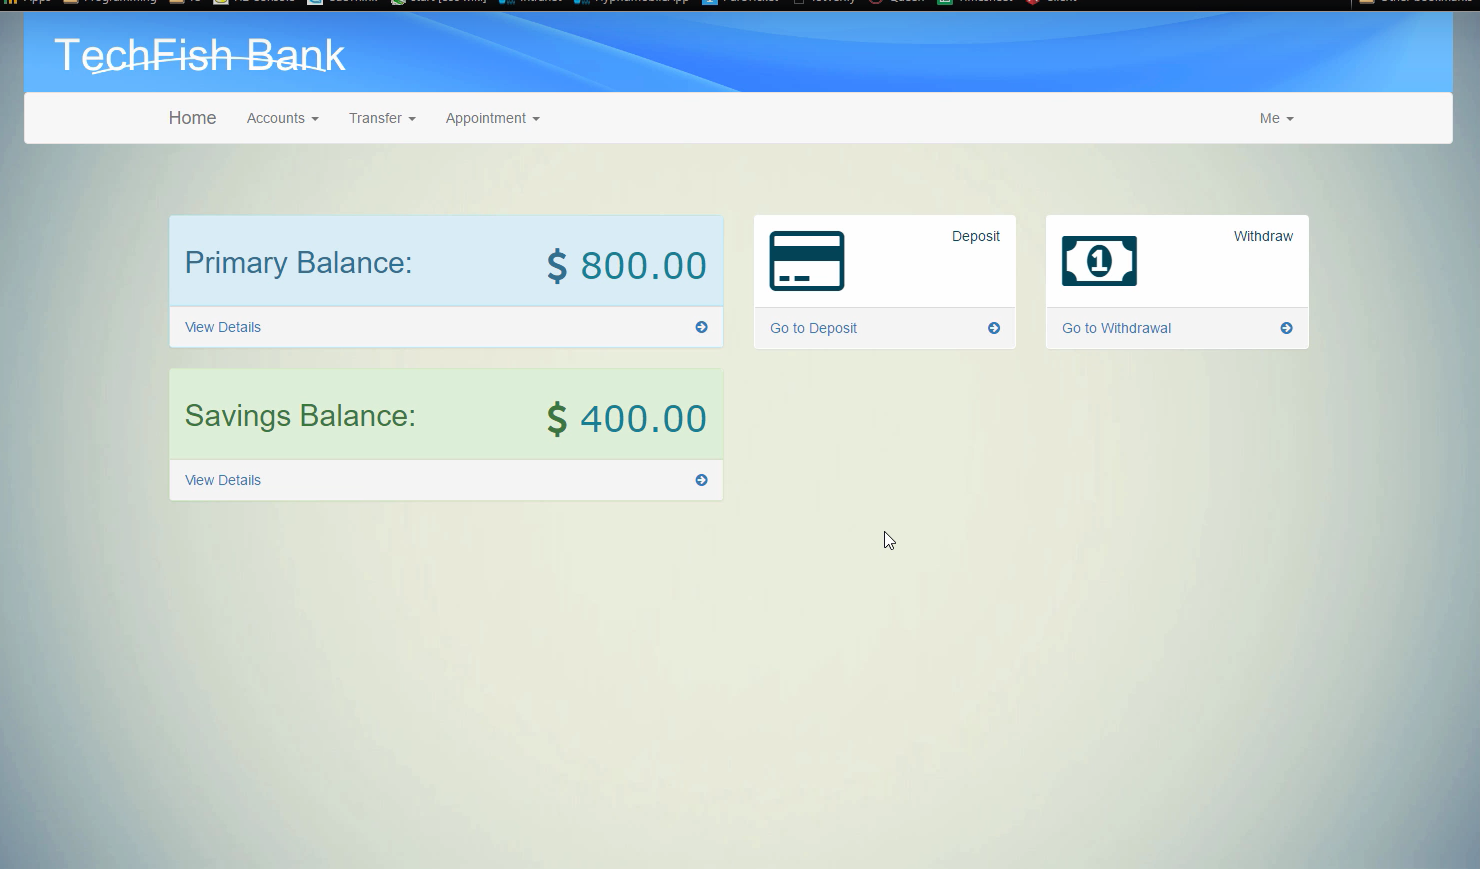 TechFish Bank
Home Accounts Transfer Appointment Me
Primary Balance: $ 800.00
View Details
Deposit
Go to Deposit
Withdraw
1
Go to Withdrawal
Savings Balance: $ 400.00
View Details